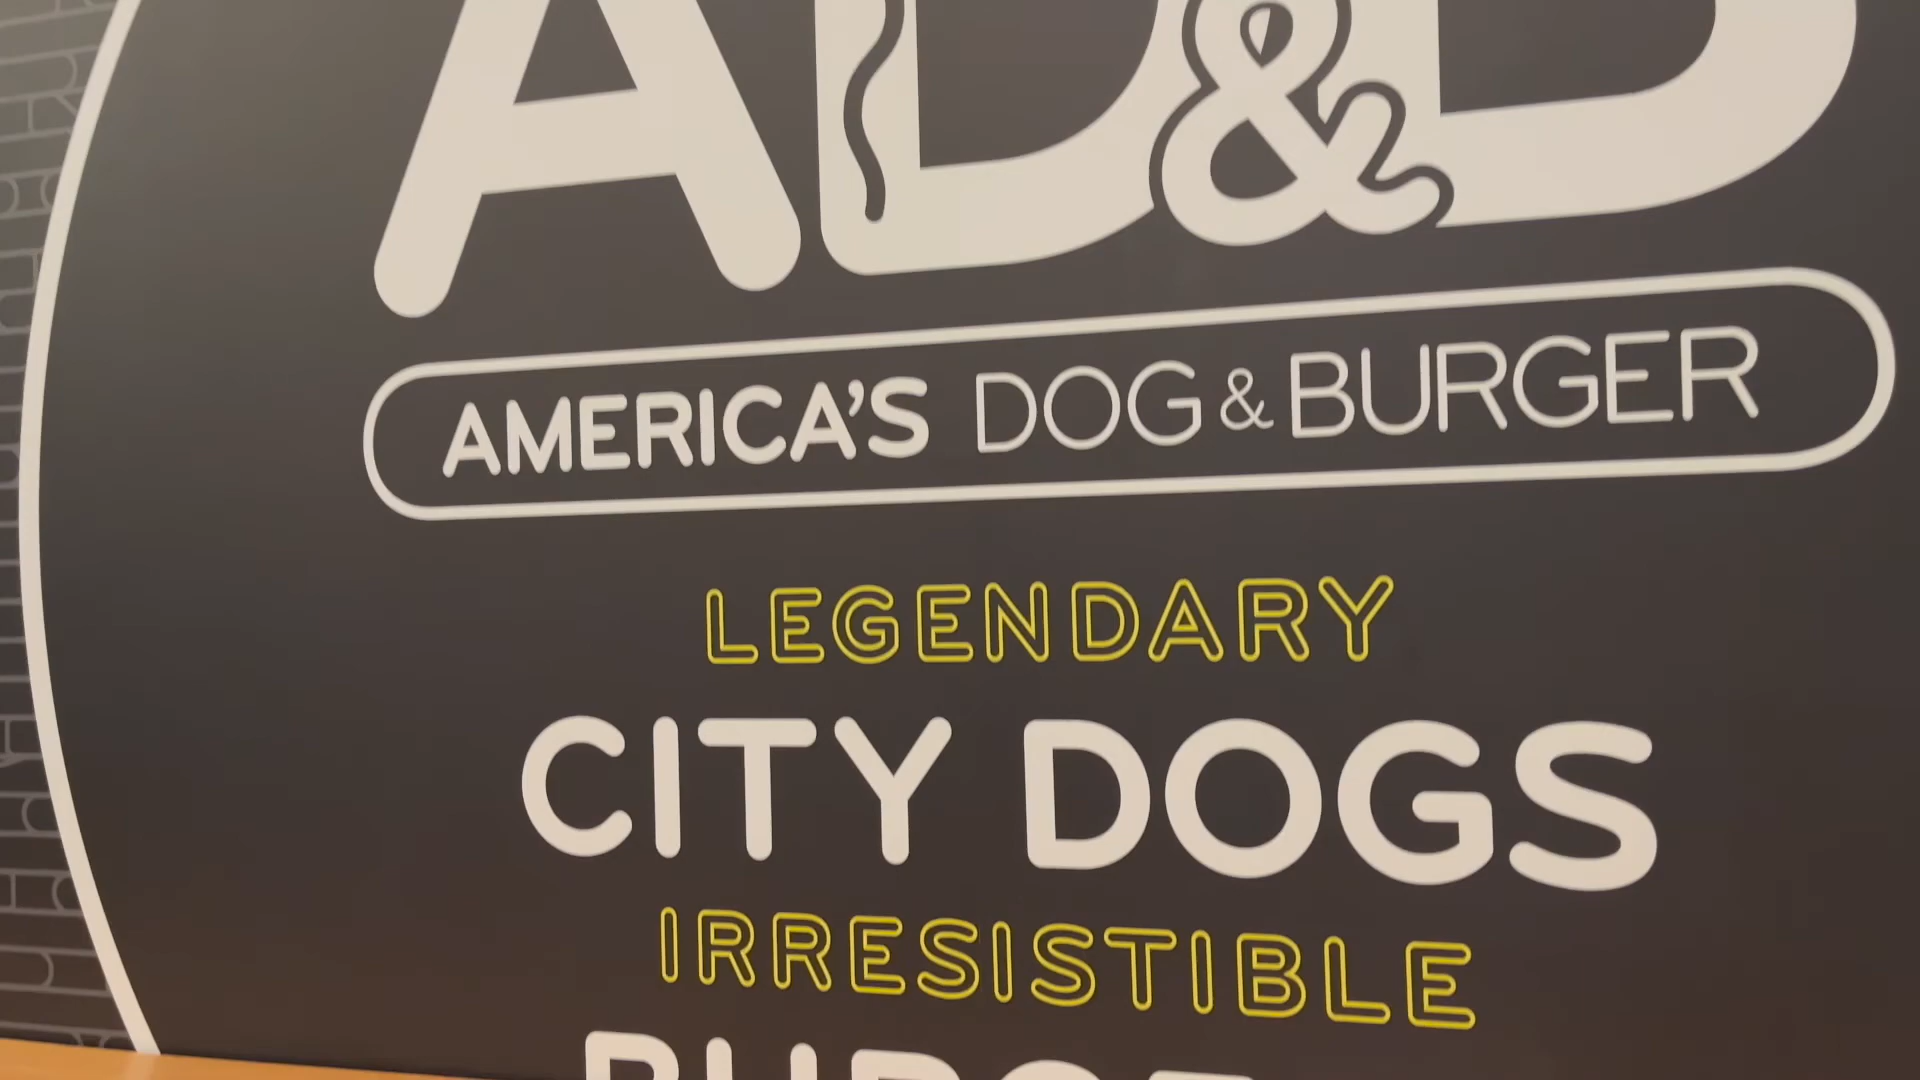 AD&B
AMERICA'S DOG & BURGER
LEGENDARY
CITY DOGS
IRRESISTIBLE